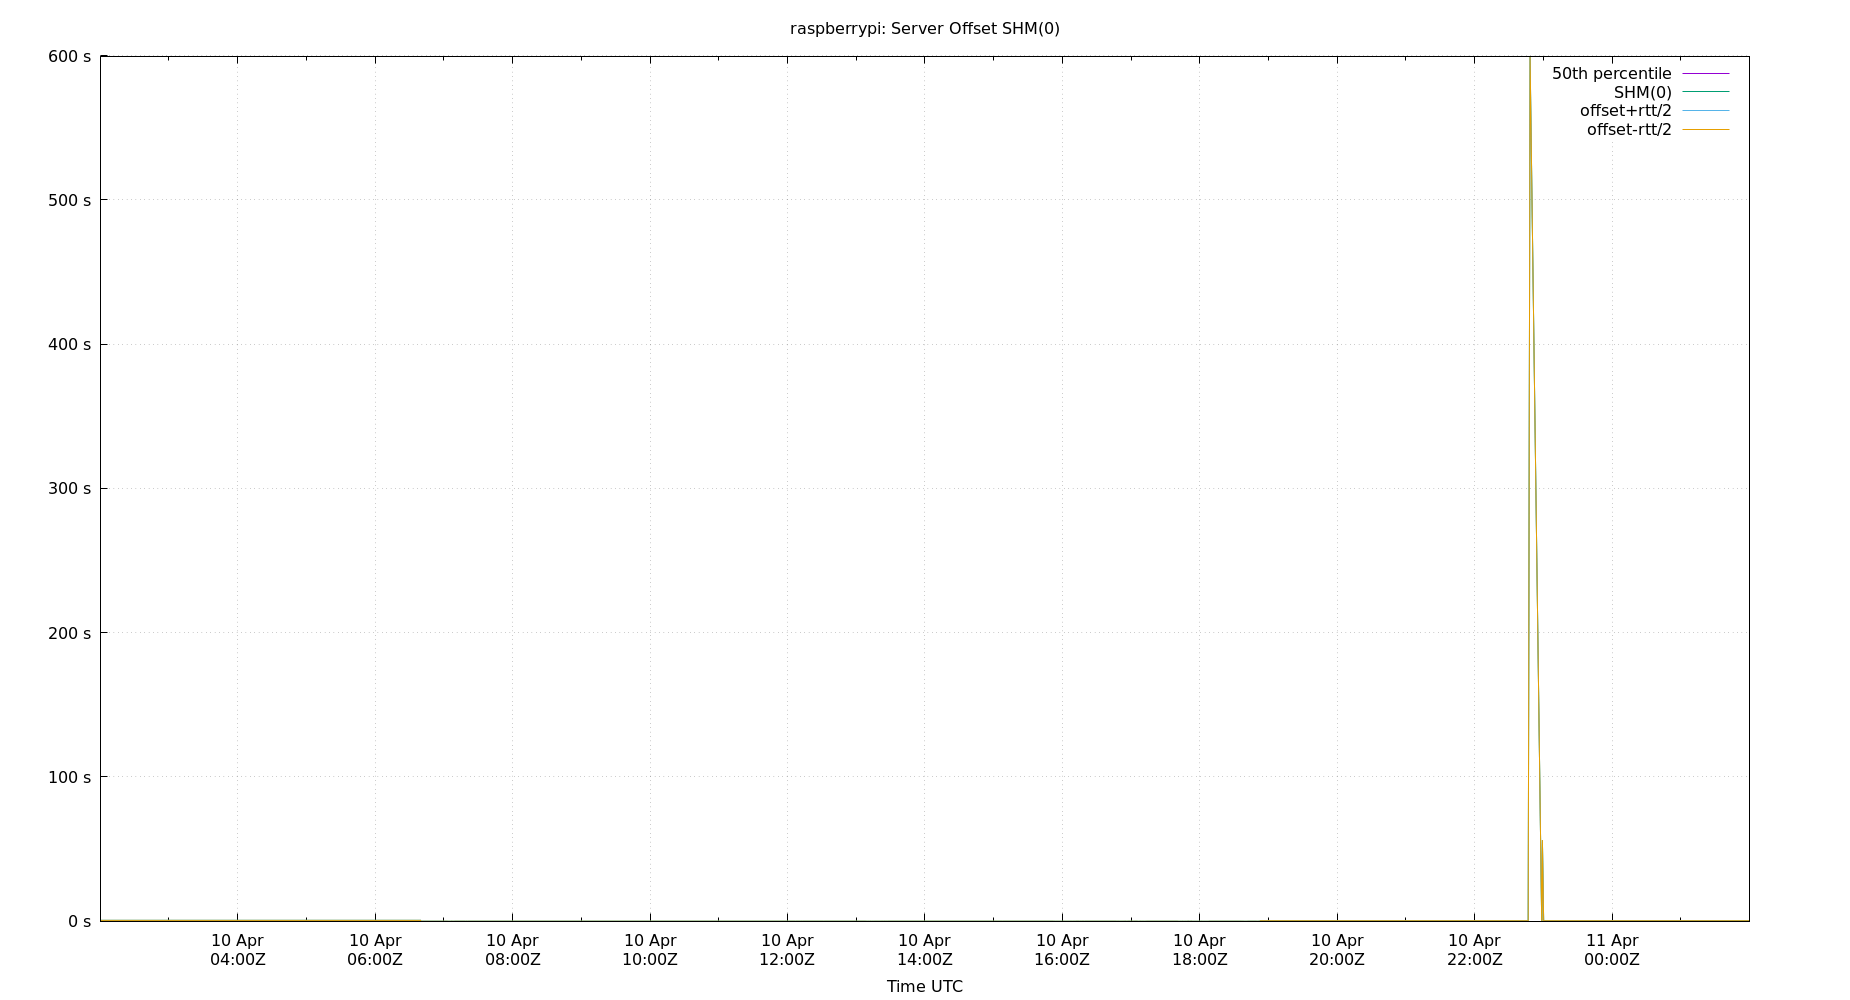 raspberrypi: Server Offset SHM(0)
600 s
500 s
400 s
300 s
200 s
100 s
0 s
50th percentile
SHM(0)
offset+rtt/2
offset-rtt/2
10 Apr 10 Apr 10 Apr 10 Apr 10 Apr 10 Apr 10 Apr 10 Apr 10 Apr 10 Apr 11 Apr
04:00Z 06:00Z 08:00Z 10:00Z 12:00Z 14:00Z 16:00Z 18:00Z 20:00Z 22:00Z 00:00Z
Time UTC